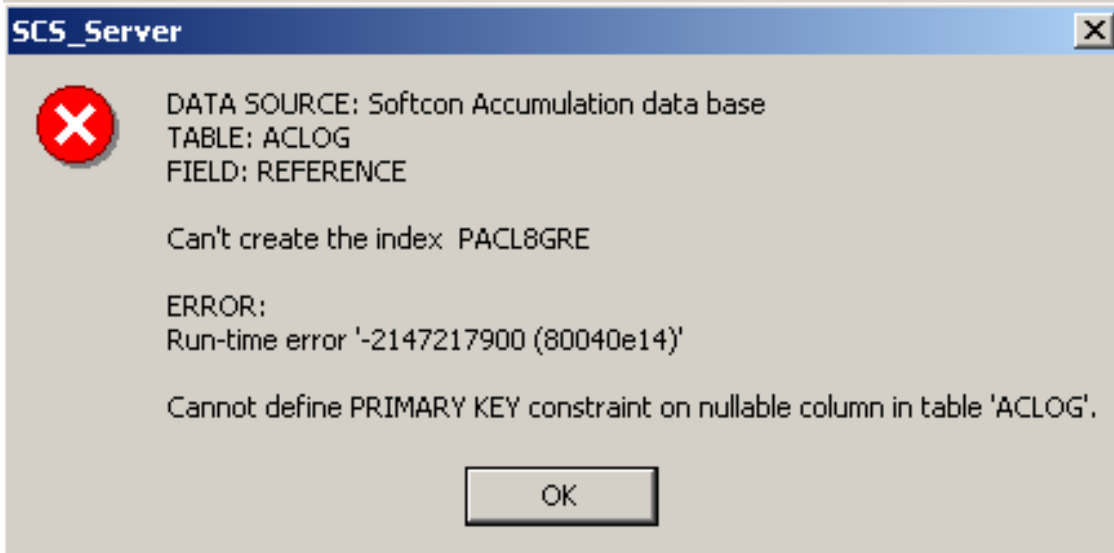 SCS_Server
DATA SOURCE: Softcon Accumulation data base
TABLE: ACLOG
FIELD: REFERENCE
Can't create the index  PACL8GRE
ERROR:
Run-time error '-2147217900 (80040e14)'
Cannot define PRIMARY KEY constraint on nullable column in table 'ACLOG'.
OK